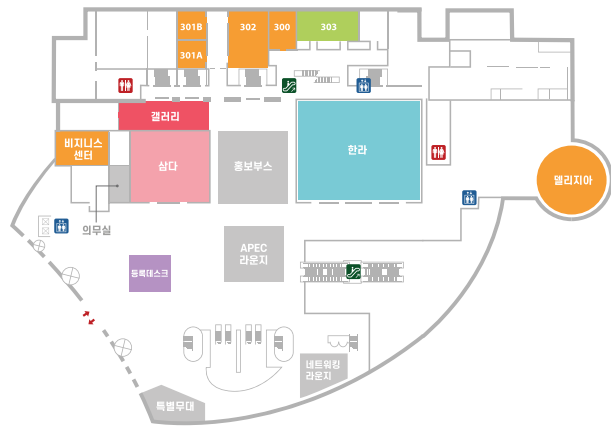 301B
302
300
303
301A
갤러리
비지니스
센터
삼다
홍보부스
한라
델리지아
의무실
APEC
라운지
등록데스크
네트워킹
라운지
특별무대